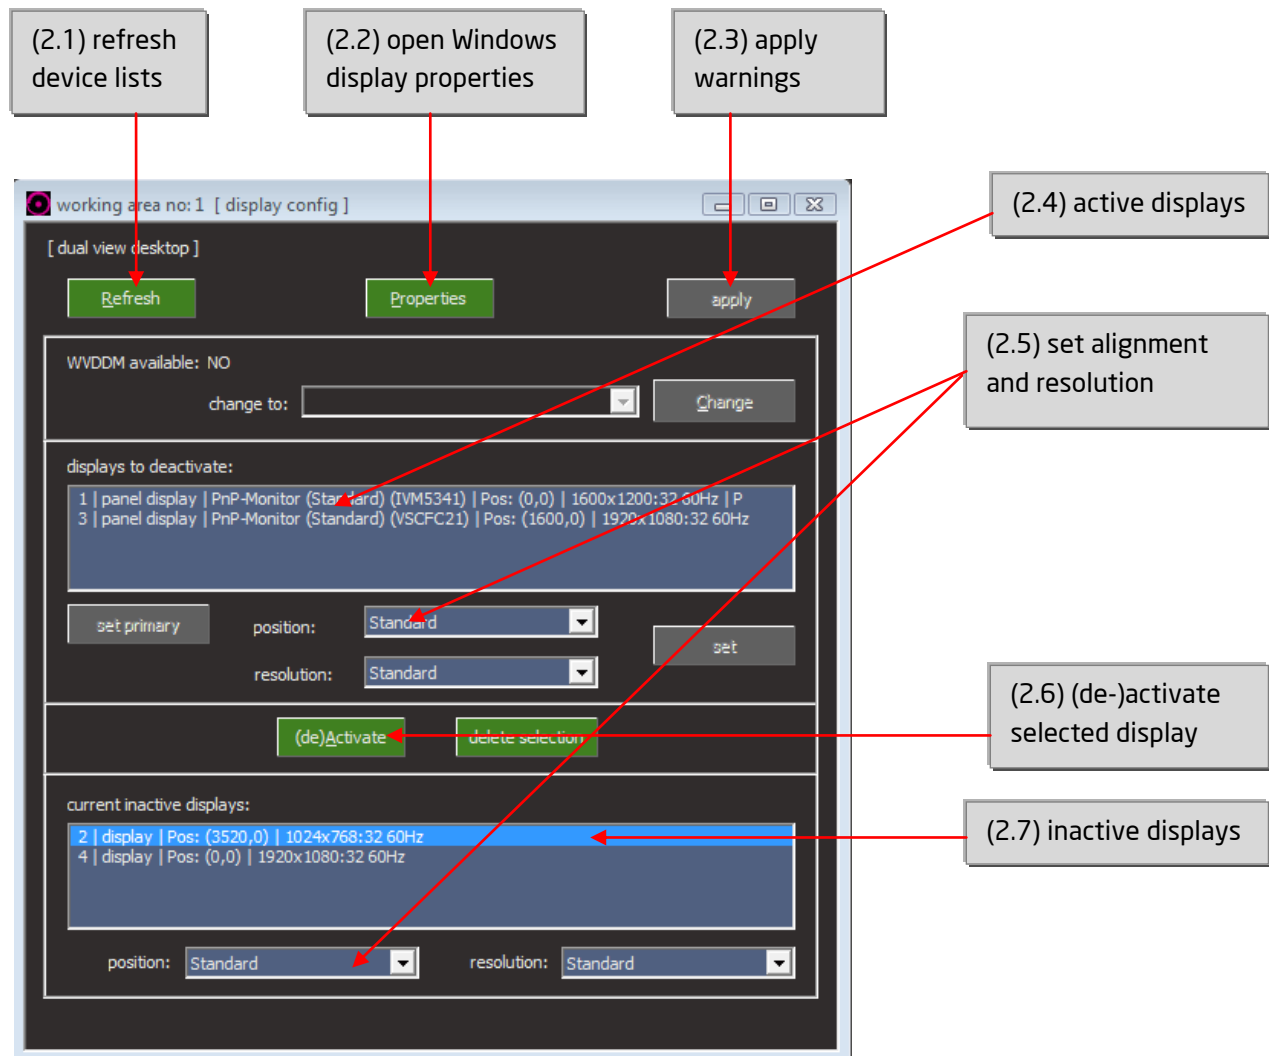 (2.1) refresh
device lists
(2.2) open Windows
display properties
(2.3) apply
warnings
(2.4) active displays
working area no: 1 [ display config ]
[ dual view desktop ]
Refresh
Properties
apply
(2.5) set alignment
and resolution
WVDDM available: NO
change to:
Change
displays to deactivate:
1 | panel display | PnP-Monitor (Standard) (IVM5341) | Pos: (0,0) | 1600x1200:32 60Hz | P
3 | panel display | PnP-Monitor (Standard) (VSCFC21) | Pos: (1600,0) | 1920x1080:32 60Hz
set primary
position:
Standard
set
resolution:
Standard
(2.6) (de-)activate
selected display
(de)Activate
delete selection
current inactive displays:
2 | display | Pos: (3520,0) | 1024x768:32 60Hz
4 | display | Pos: (0,0) | 1920x1080:32 60Hz
(2.7) inactive displays
position:
Standard
resolution:
Standard